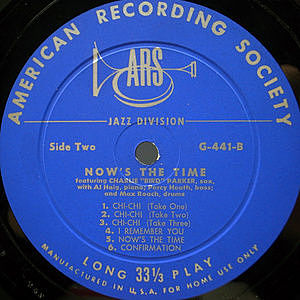 AMERICAN RECORDING SOCIETY
ARS
JAZZ DIVISION
Side Two
G-441-B
NOW'S THE TIME
featuring CHARLIE "BIRD" PARKER, sax,
with Al Haig, piano; Percy Heath, bass;
and Max Roach, drums
1. CHI-CHI (Take One)
2. CHI-CHI (Take Two)
3. CHI-CHI (Take Three)
4. I REMEMBER YOU
5. NOW'S THE TIME
6. CONFIRMATION
LONG 33⅓ PLAY
MANUFACTURED IN U.S.A. FOR HOME USE ONLY